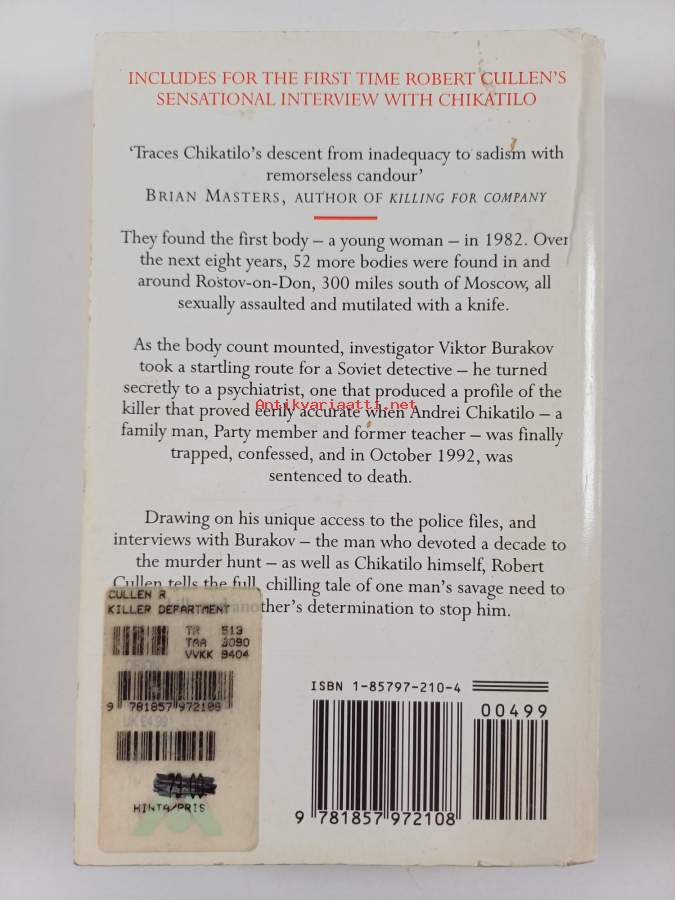 INCLUDES FOR THE FIRST TIME ROBERT CULLEN'S
SENSATIONAL INTERVIEW WITH CHIKATILO
'Traces Chikatilo's descent from inadequacy to sadism with
remorseless candour'
BRIAN MASTERS, AUTHOR OF KILLING FOR COMPANY
They found the first body – a young woman – in 1982. Over
the next eight years, 52 more bodies were found in and
around Rostov-on-Don, 300 miles south of Moscow, all
sexually assaulted and mutilated with a knife.
As the body count mounted, investigator Viktor Burakov
took a startling route for a Soviet detective – he turned
secretly to a psychiatrist, one that produced a profile of the
killer that proved eerily accurate when Andrei Chikatilo – a
Antikvariaatti.net
family man, Party member and former teacher – was finally
trapped, confessed, and in October 1992, was
sentenced to death.
Drawing on his unique access to the police files, and
interviews with Burakov – the man who devoted a decade to
the murder hunt – as well as Chikatilo himself, Robert
Cullen tells the full, chilling tale of one man's savage need to
another's determination to stop him.
CULLEN R
KILLER DEPARTMENT
TR 513
TAA 3080
VVKK 9404
9 781857 972108
UK £4.99
HINTA/PRIS
ISBN 1-85797-210-4
00499
9 781857 972108